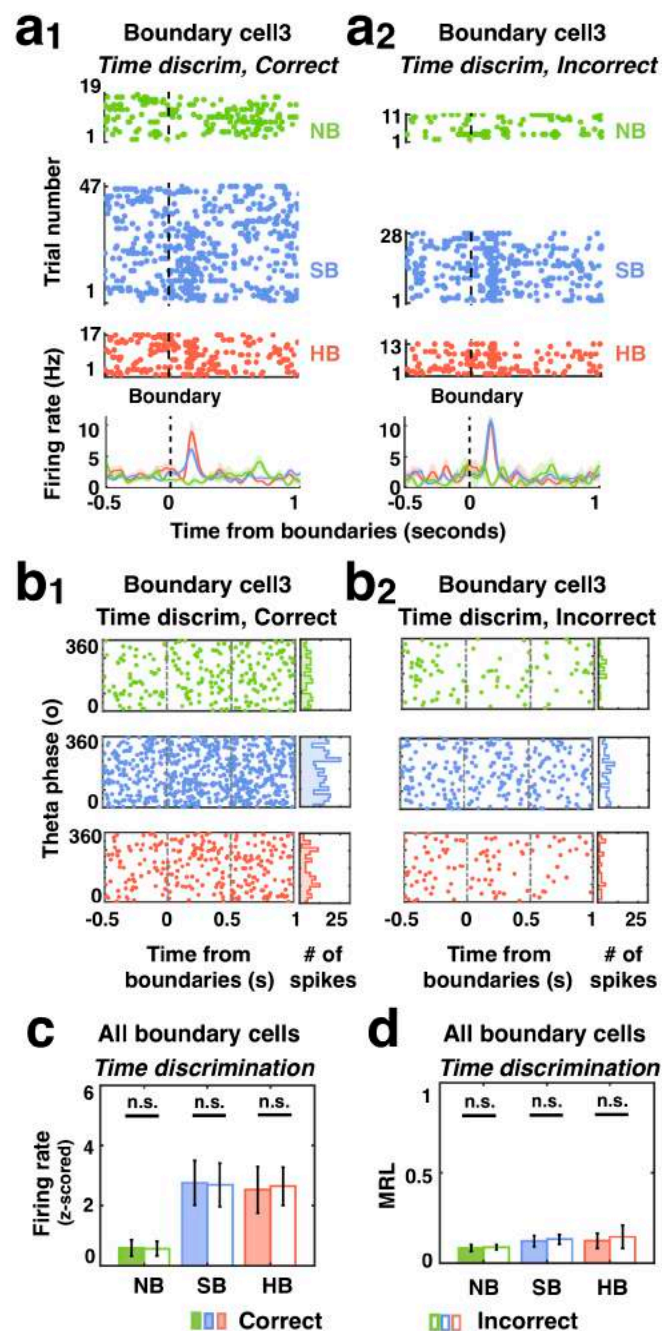 a1 Boundary cell3
Time discrim, Correct
19
1
NB
Trial number
47
1
SB
17
1
HB
Firing rate (Hz)
Boundary
10
5
0
-0.5 0 1
a2 Boundary cell3
Time discrim, Incorrect
11
1
NB
28
1
SB
13
1
HB
Boundary
10
5
0
-0.5 0 1
Time from boundaries (seconds)
b1 Boundary cell3
Time discrim, Correct
360
0
360
0
360
0
Theta phase (o)
-0.5 0 0.5 1 25
Time from
boundaries (s)
# of
spikes
b2 Boundary cell3
Time discrim, Incorrect
-0.5 0 0.5 1 25
Time from
boundaries (s)
# of
spikes
c All boundary cells
Time discrimination
6
4
2
0
Firing rate
(z-scored)
n.s. n.s. n.s.
NB SB HB
d All boundary cells
Time discrimination
1
0.5
0
MRL
n.s. n.s. n.s.
NB SB HB
Correct
Incorrect